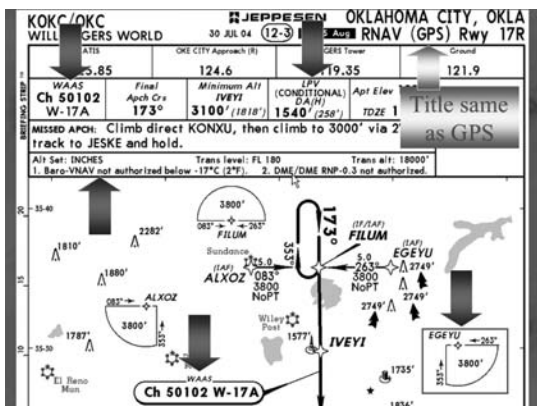 KOKC/OKC
JEPPESEN
OKLAHOMA CITY, OKLA
WILL GERS WORLD
30 JUL 04
12-3
Aug
RNAV (GPS) Rwy 17R
ATIS
OKE CITY Approach (R)
GERS Tower
Ground
5.85
124.6
119.35
121.9
BRIEFING STRIP
WAAS
Ch 50102
W-17A
Final
Apch Crs
173°
Minimum Alt
IVEYI
3100' (1818')
LPV
(CONDITIONAL)
DA(H)
1540' (258')
Apt Elev
TDZE 1
Title same
as GPS
MISSED APCH: Climb direct KONXU, then climb to 3000' via 2
track to JESKE and hold.
Alt Set: INCHES
Trans level: FL 180
Trans alt: 18000'
1. Baro-VNAV not authorized below -17°C (2°F). 2. DME/DME RNP-0.3 not authorized.
35-40
3800'
083°
263°
FILUM
173°
353°
(IF/IAF)
FILUM
1810'
2282'
Sundance
5.0
(IAF)
ALXOZ
083°
3800
NoPT
5.0
263°
3800
NoPT
(IAF)
EGEYU
2749'
2749'
2749'
1880'
083°
ALXOZ
3800'
353°
Wiley
Post
1577'
IVEYI
EGEYU
263°
3800'
353°
1787'
35-30
El Reno
Mun
WAAS
Ch 50102 W-17A
1735'
1836'